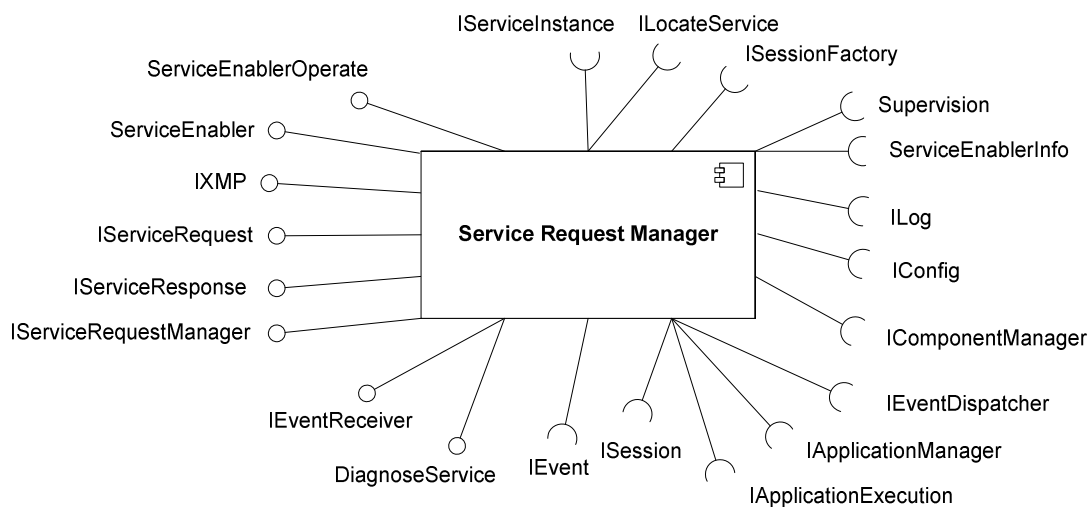 IServiceInstance
ILocateService
ISessionFactory
ServiceEnablerOperate
Supervision
ServiceEnabler
ServiceEnablerInfo
IXMP
ILog
Service Request Manager
IServiceRequest
IConfig
IServiceResponse
IServiceRequestManager
IComponentManager
IEventDispatcher
IEventReceiver
ISession
IApplicationManager
DiagnoseService
IEvent
IApplicationExecution